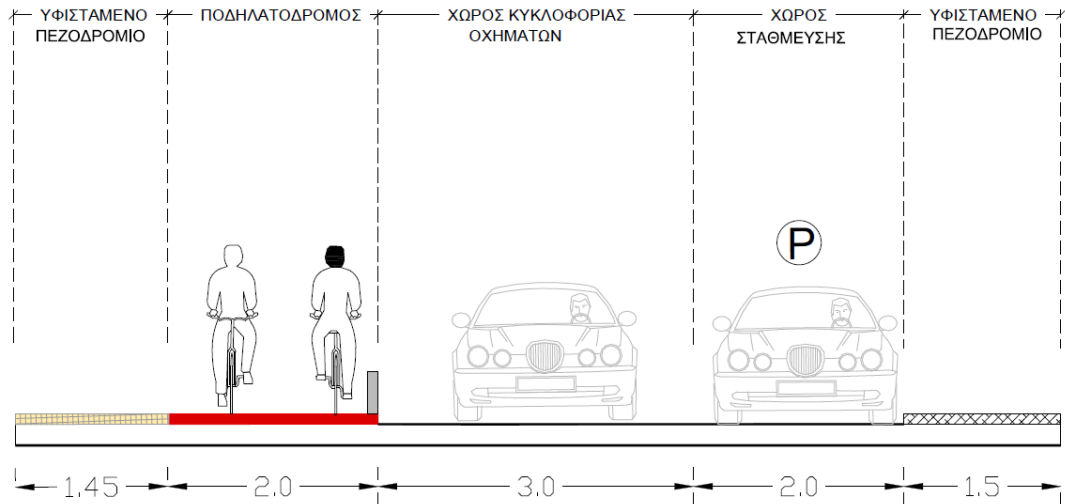 ΥΦΙΣΤΑΜΕΝΟ
ΠΕΖΟΔΡΟΜΙΟ
ΠΟΔΗΛΑΤΟΔΡΟΜΟΣ
ΧΩΡΟΣ ΚΥΚΛΟΦΟΡΙΑΣ
ΟΧΗΜΑΤΩΝ
ΧΩΡΟΣ
ΣΤΑΘΜΕΥΣΗΣ
ΥΦΙΣΤΑΜΕΝΟ
ΠΕΖΟΔΡΟΜΙΟ
P
1.45
2.0
3.0
2.0
1.5